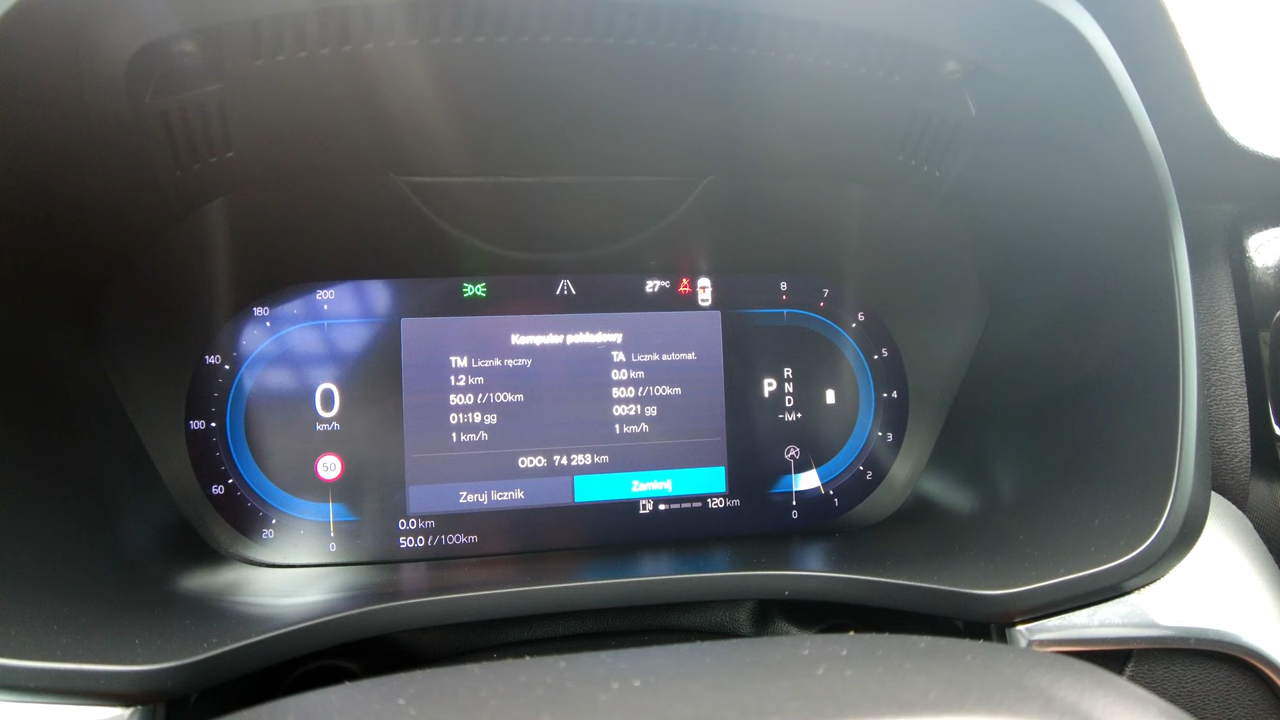 27°C
200
180
140
100
60
20
0
0
km/h
50
Komputer pokładowy
TM Licznik ręczny
1.2 km
50.0 ℓ/100km
01:19 gg
1 km/h
TA Licznik automat.
0.0 km
50.0 ℓ/100km
00:21 gg
1 km/h
ODO: 74 253 km
Zeruj licznik
Zamknij
0.0 km
50.0 ℓ/100km
120 km
P
R
N
D
-M+
8
7
6
5
4
3
2
1
0